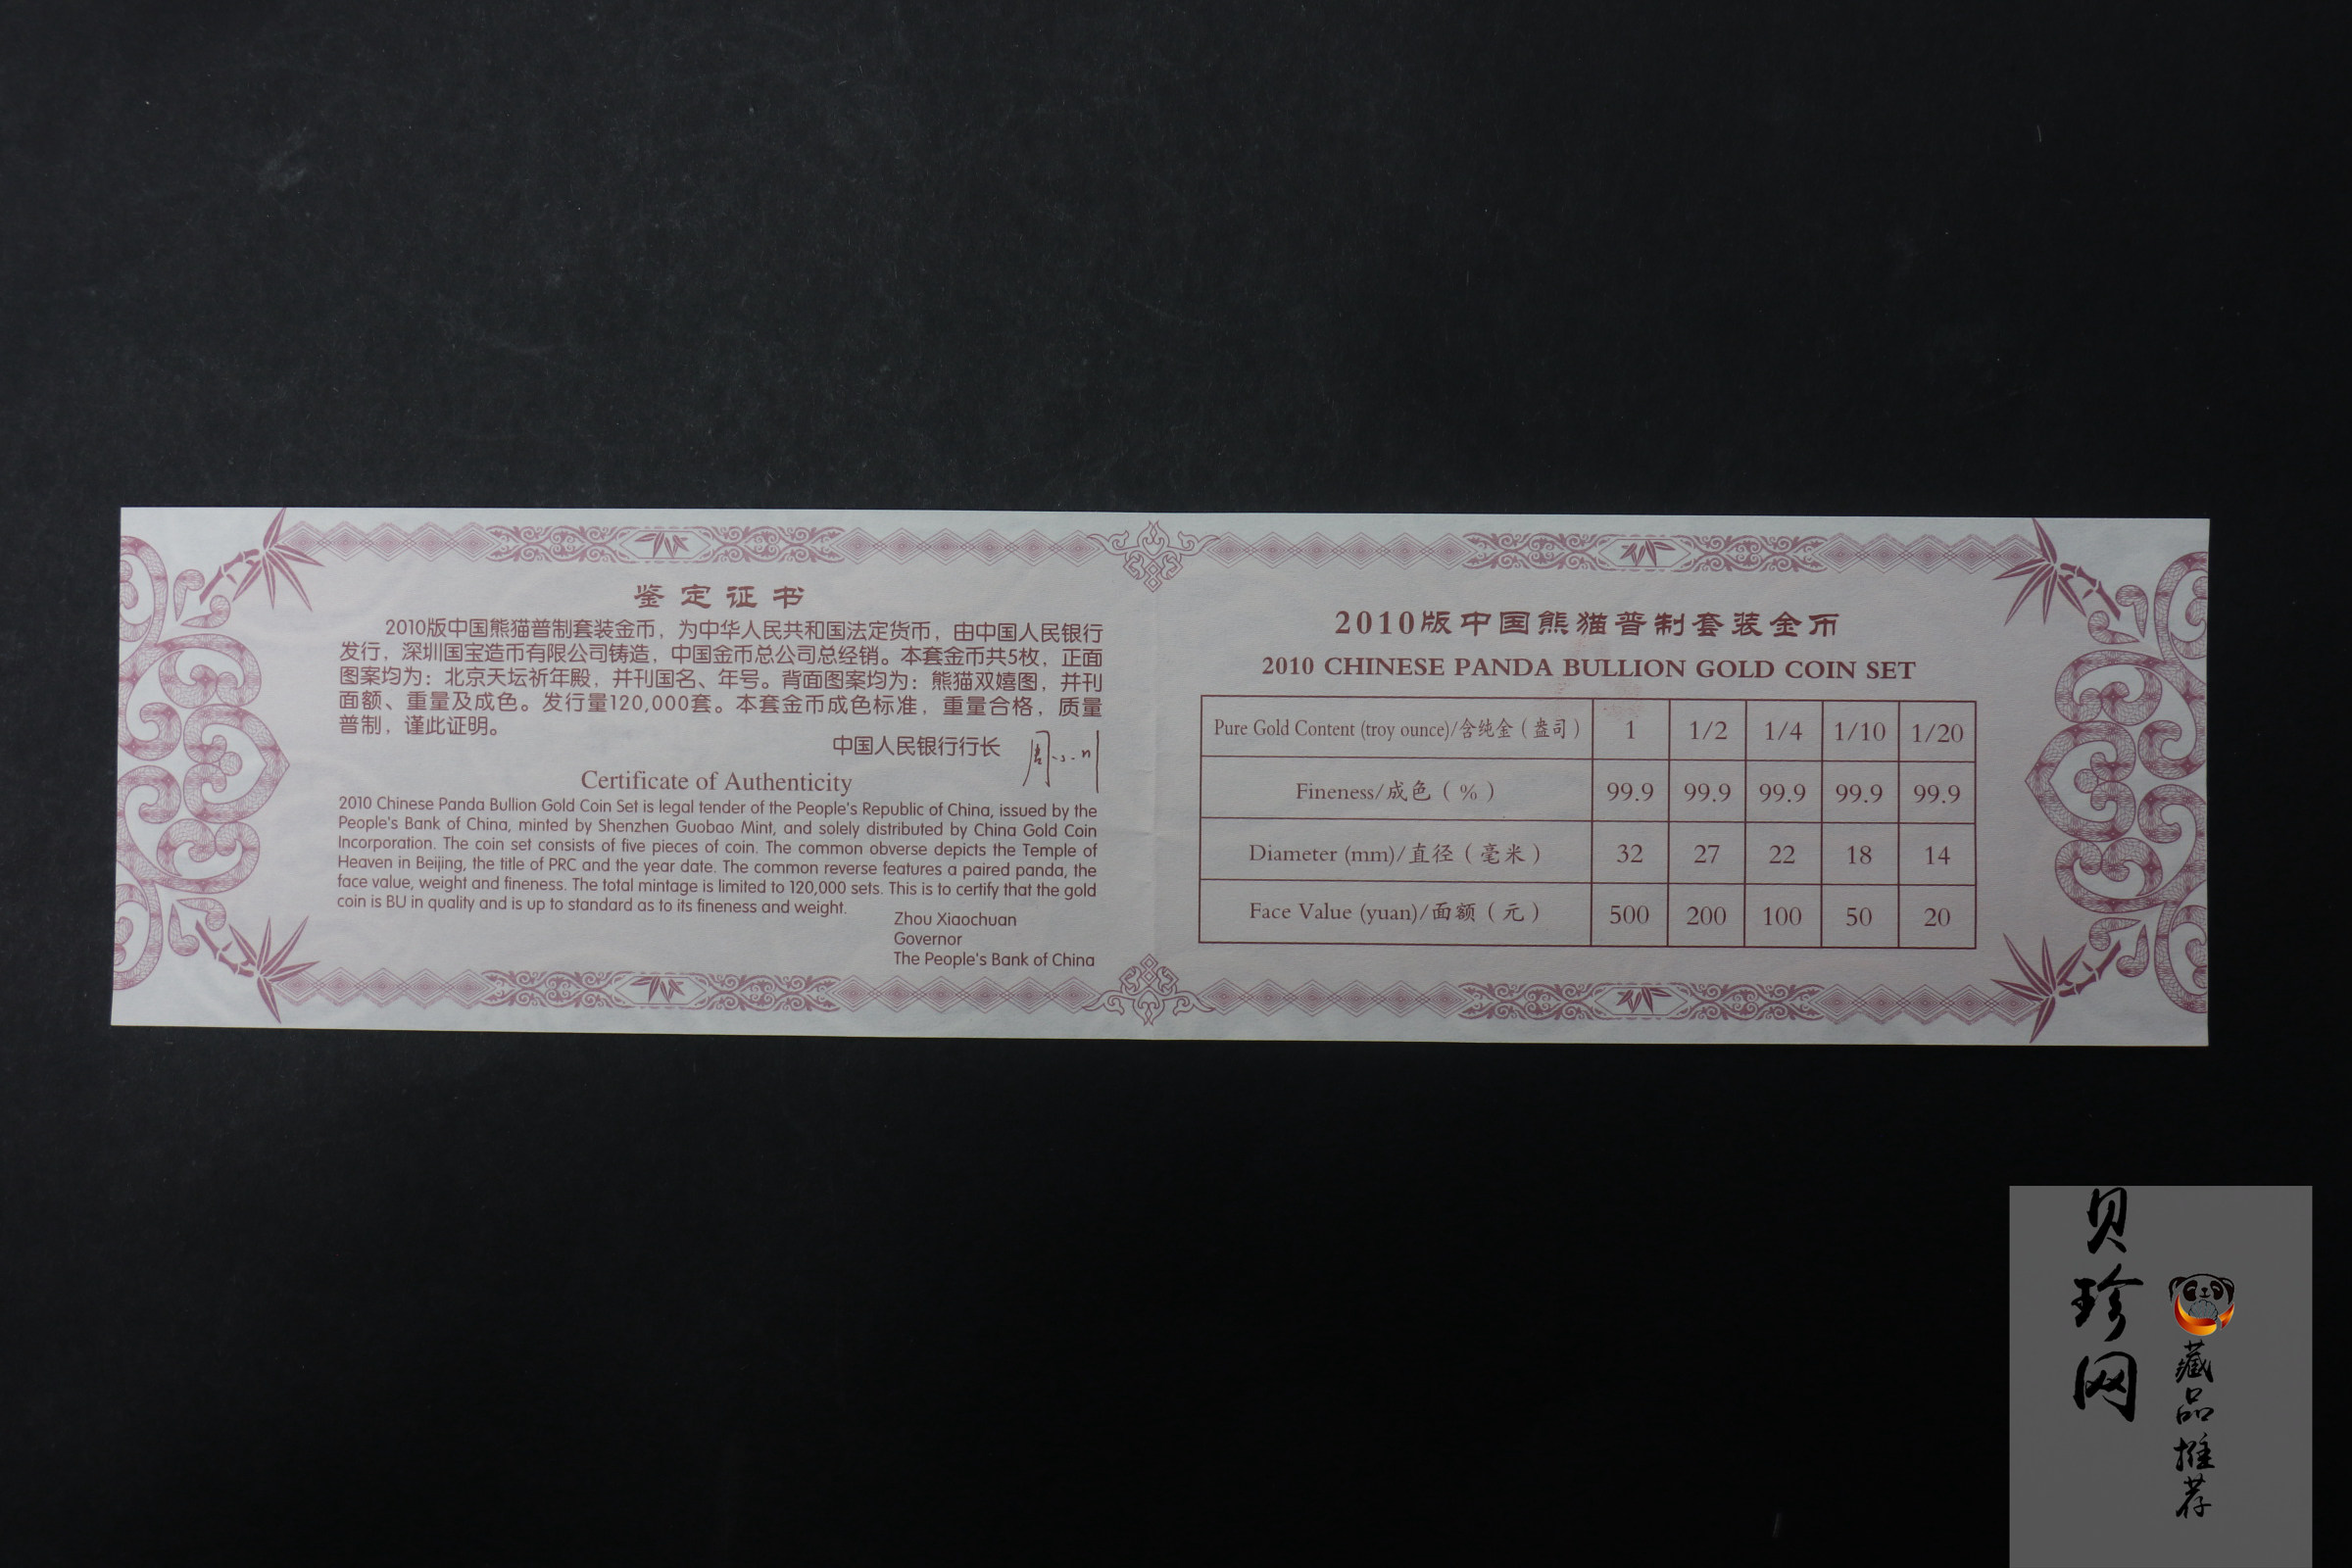 鉴定证书
2010版中国熊猫普制套装金币，为中华人民共和国法定货币，由中国人民银行
发行，深圳国宝造币有限公司铸造，中国金币总公司总经销。本套金币共5枚，正面
图案均为：北京天坛祈年殿，并刊国名、年号。背面图案均为：熊猫双嬉图，并刊
面额、重量及成色。发行量120,000套。本套金币成色标准，重量合格，质量
普制，谨此证明。
中国人民银行行长 周小川
Certificate of Authenticity
2010 Chinese Panda Bullion Gold Coin Set is legal tender of the People's Republic of China, issued by the
People's Bank of China, minted by Shenzhen Guobao Mint, and solely distributed by China Gold Coin
Incorporation. The coin set consists of five pieces of coin. The common obverse depicts the Temple of
Heaven in Beijing, the title of PRC and the year date. The common reverse features a paired panda, the
face value, weight and fineness. The total mintage is limited to 120,000 sets. This is to certify that the gold
coin is BU in quality and is up to standard as to its fineness and weight.
Zhou Xiaochuan
Governor
The People's Bank of China
2010版中国熊猫普制套装金币
2010 CHINESE PANDA BULLION GOLD COIN SET
Pure Gold Content (troy ounce)/含纯金（盎司） 1 1/2 1/4 1/10 1/20
Fineness/成色（%） 99.9 99.9 99.9 99.9 99.9
Diameter (mm)/直径（毫米） 32 27 22 18 14
Face Value (yuan)/面额（元） 500 200 100 50 20
贝珍网
藏品推荐